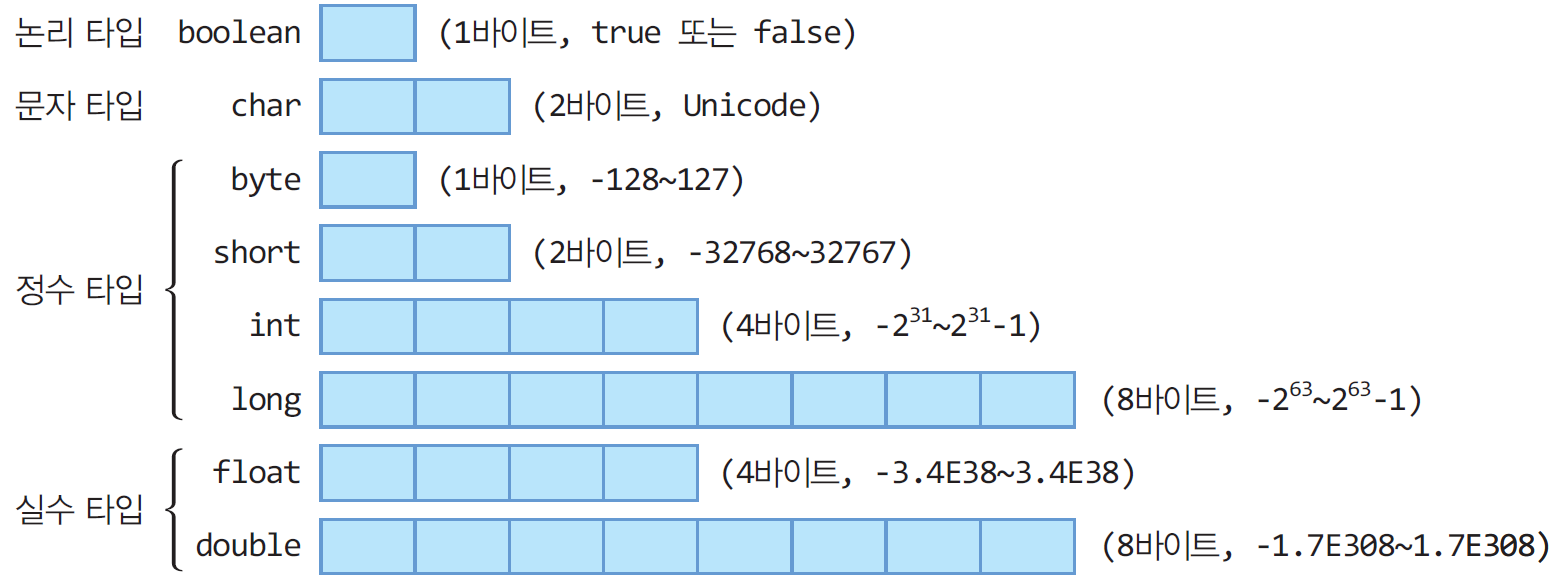 논리 타입 boolean (1바이트, true 또는 false)
문자 타입 char (2바이트, Unicode)
byte (1바이트, -128~127)
short (2바이트, -32768~32767)
정수 타입
int (4바이트, -2³¹~2³¹-1)
long (8바이트, -2⁶³~2⁶³-1)
float (4바이트, -3.4E38~3.4E38)
실수 타입
double (8바이트, -1.7E308~1.7E308)